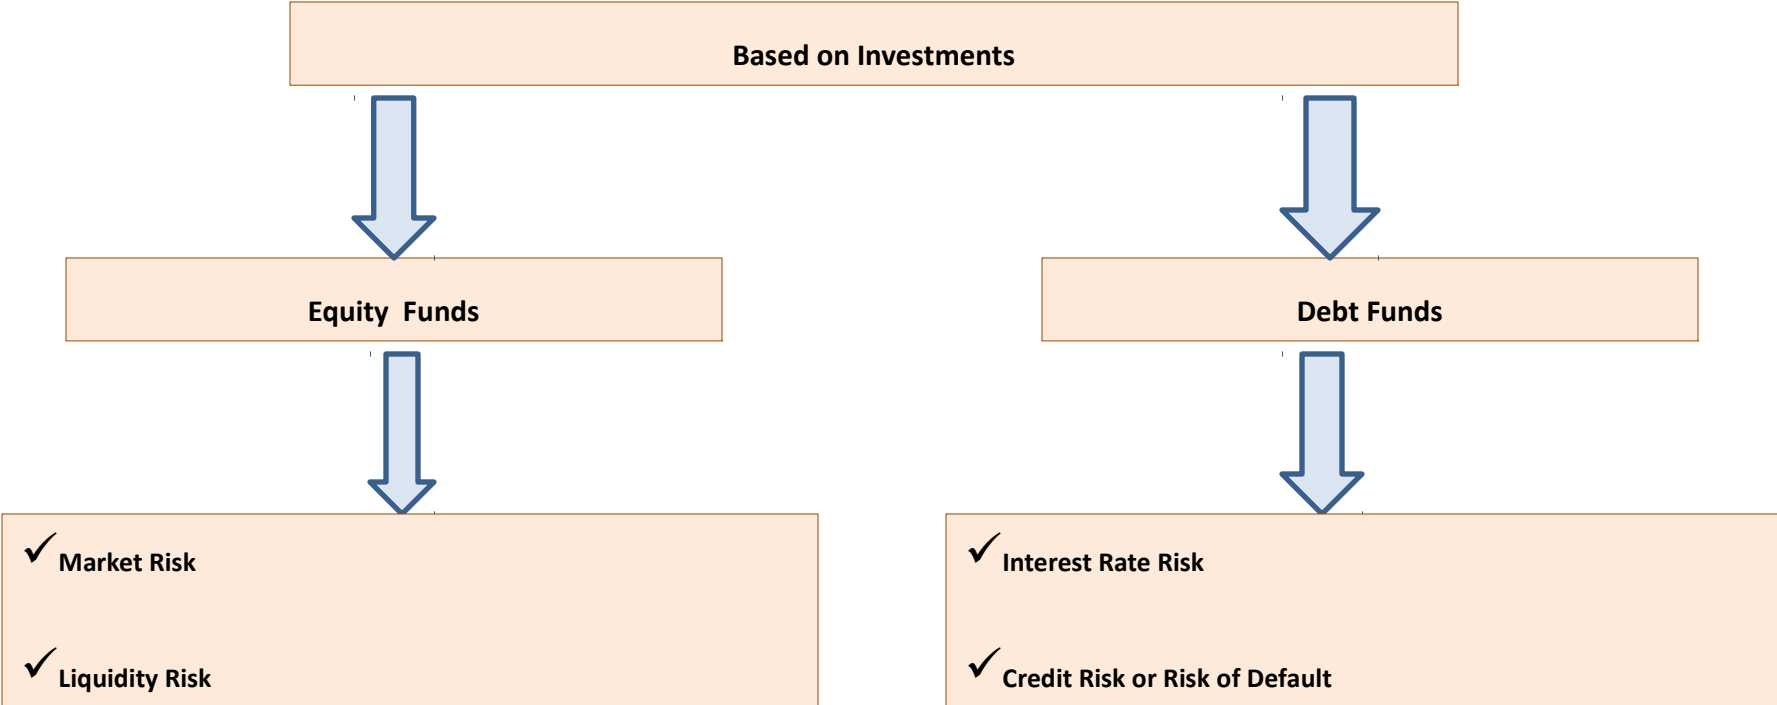 Based on Investments
Equity Funds
Debt Funds
✓Market Risk
✓Liquidity Risk
✓Interest Rate Risk
✓Credit Risk or Risk of Default